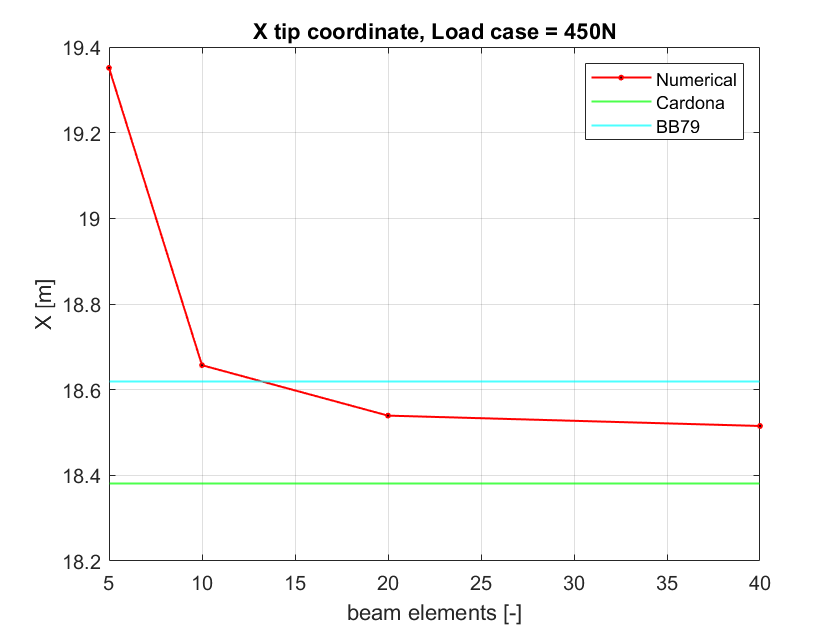 X tip coordinate, Load case = 450N
19.4
19.2
19
18.8
18.6
18.4
18.2
X [m]
Numerical
Cardona
BB79
5 10 15 20 25 30 35 40
beam elements [-]